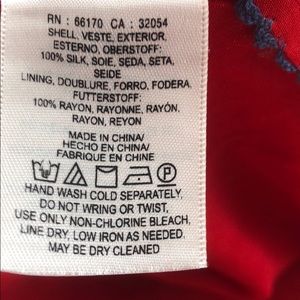 RN : 66170 CA : 32054
SHELL, VESTE, EXTERIOR,
ESTERNO, OBERSTOFF:
100% SILK, SOIE, SEDA, SETA,
SEIDE
LINING, DOUBLURE, FORRO, FODERA,
FUTTERSTOFF:
100% RAYON, RAYONNE, RAYÓN,
RAYON, REYON
MADE IN CHINA/
HECHO EN CHINA/
FABRIQUE EN CHINE
HAND WASH COLD SEPARATELY,
DO NOT WRING OR TWIST,
USE ONLY NON-CHLORINE BLEACH,
LINE DRY, LOW IRON AS NEEDED.
MAY BE DRY CLEANED